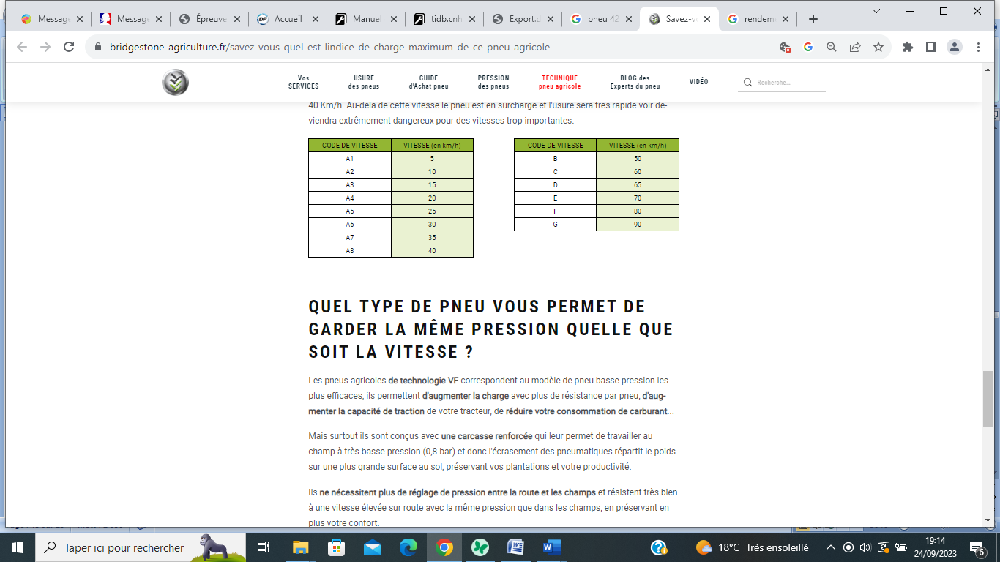 Message
Message
Épreuve
Accueil
Manuel
tidb.cnh
Export.d
pneu 42
Savez-vo
rendem
bridgestone-agriculture.fr/savez-vous-quel-est-lindice-de-charge-maximum-de-ce-pneu-agricole
Vos SERVICES
USURE des pneus
GUIDE d'Achat pneu
PRESSION des pneus
TECHNIQUE pneu agricole
BLOG des Experts du pneu
VIDÉO
Recherche...
40 Km/h. Au-delà de cette vitesse le pneu est en surcharge et l'usure sera très rapide voir de-
viendra extrêmement dangereux pour des vitesses trop importantes.
CODE DE VITESSE VITESSE (en km/h)
A1 5
A2 10
A3 15
A4 20
A5 25
A6 30
A7 35
A8 40
CODE DE VITESSE VITESSE (en km/h)
B 50
C 60
D 65
E 70
F 80
G 90
QUEL TYPE DE PNEU VOUS PERMET DE
GARDER LA MÊME PRESSION QUELLE QUE
SOIT LA VITESSE ?
Les pneus agricoles de technologie VF correspondent au modèle de pneu basse pression les
plus efficaces, ils permettent d'augmenter la charge avec plus de résistance par pneu, d'aug-
menter la capacité de traction de votre tracteur, de réduire votre consommation de carburant...
Mais surtout ils sont conçus avec une carcasse renforcée qui leur permet de travailler au
champ à très basse pression (0,8 bar) et donc l'écrasement des pneumatiques répartit le poids
sur une plus grande surface au sol, préservant vos plantations et votre productivité.
Ils ne nécessitent plus de réglage de pression entre la route et les champs et résistent très bien
à une vitesse élevée sur route avec la même pression que dans les champs, en préservant en
plus votre confort.
Taper ici pour rechercher
18°C Très ensoleillé
19:14
24/09/2023
6